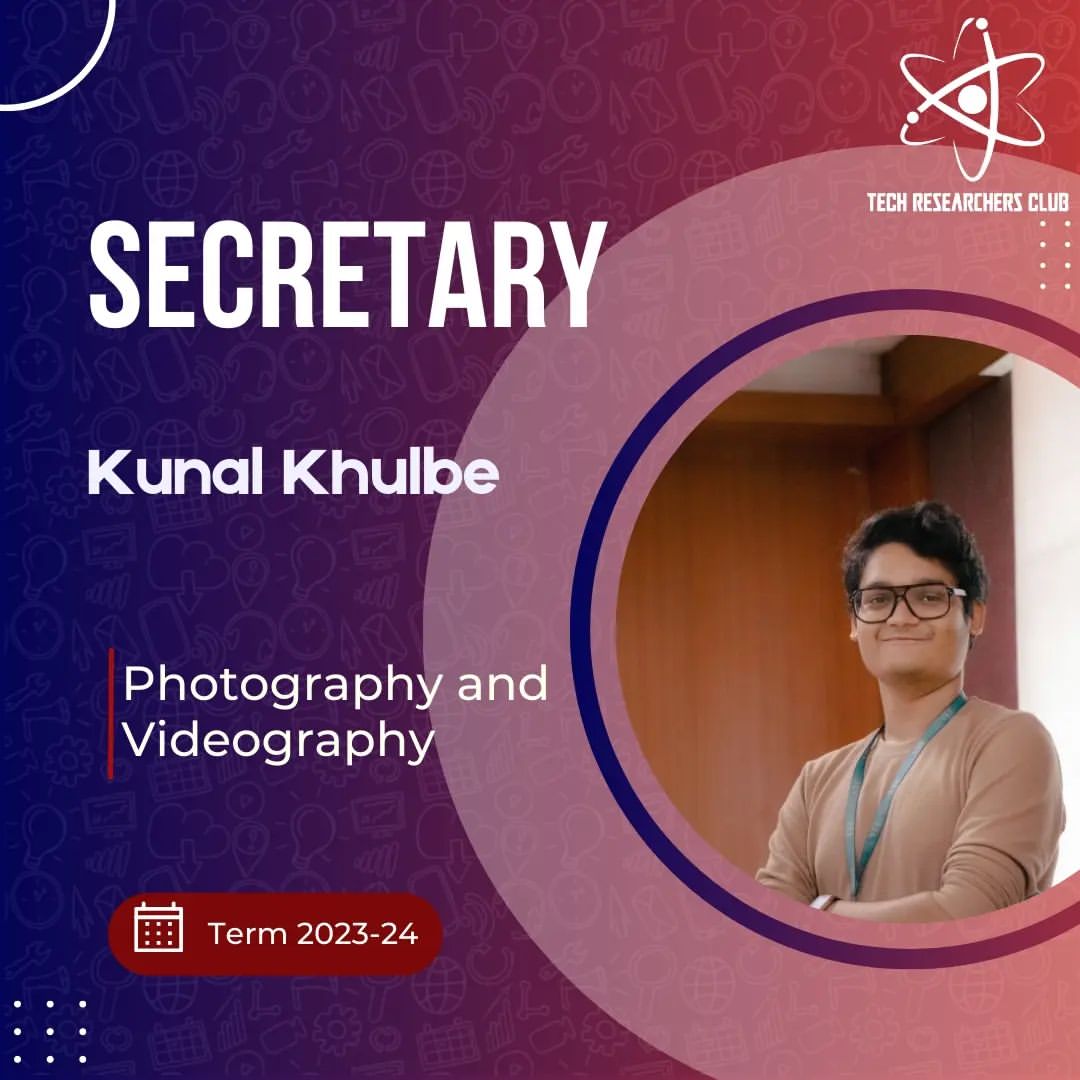 TECH RESEARCHERS CLUB
SECRETARY
Kunal Khulbe
Photography and
Videography
Term 2023-24